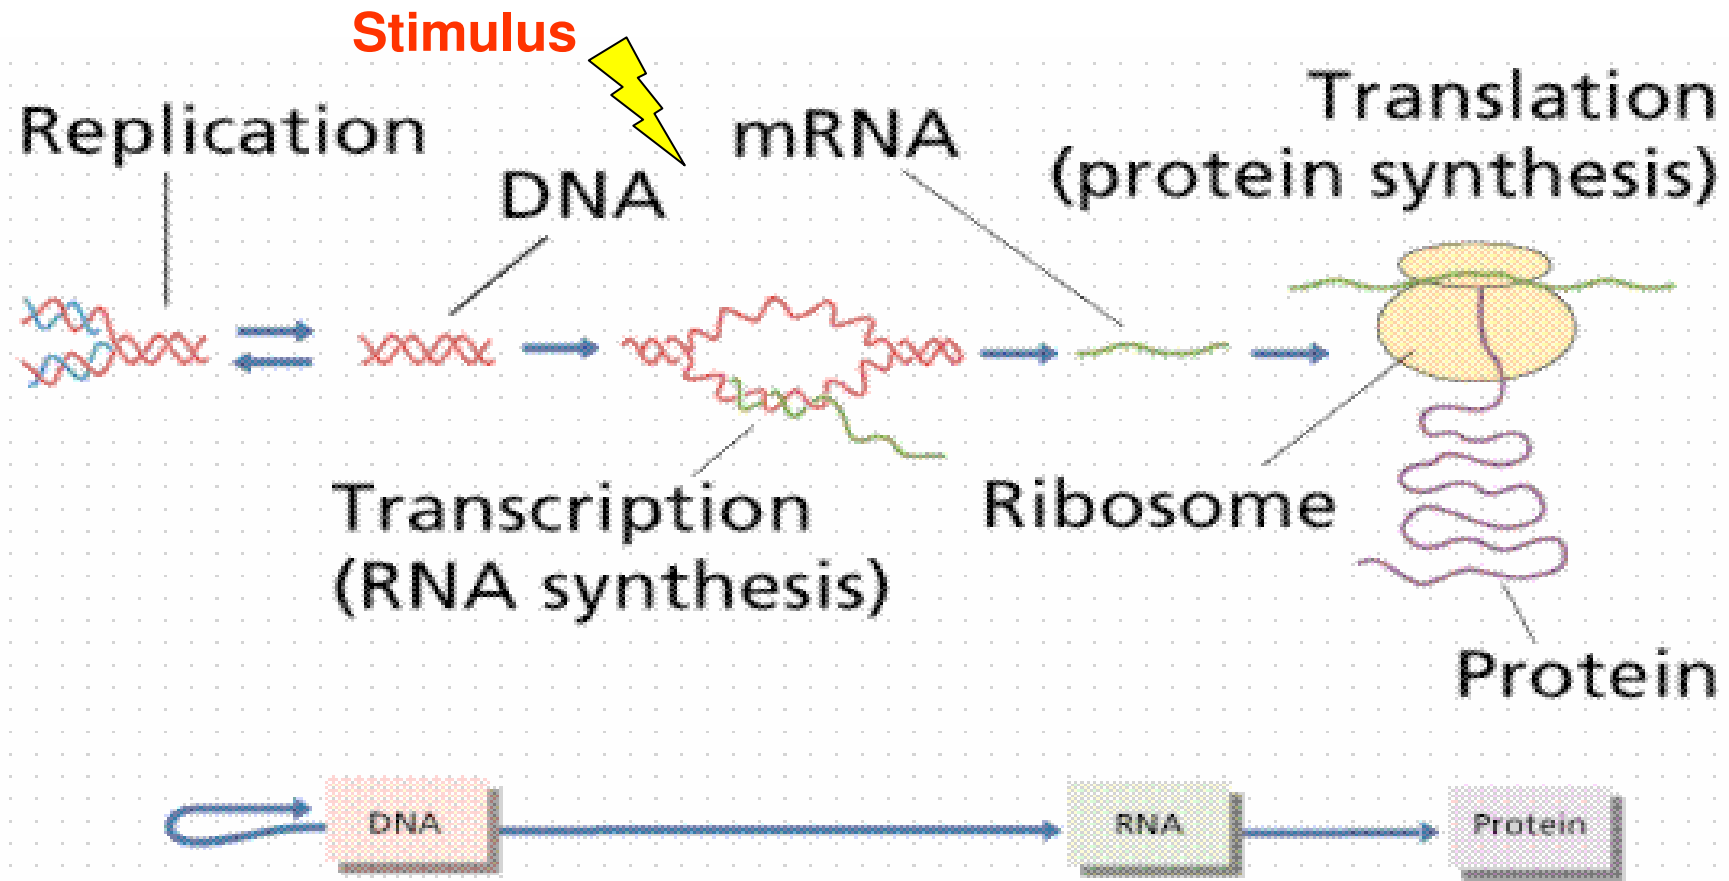 Stimulus
Replication
DNA
mRNA
Translation
(protein synthesis)
Transcription
(RNA synthesis)
Ribosome
Protein
DNA
RNA
Protein